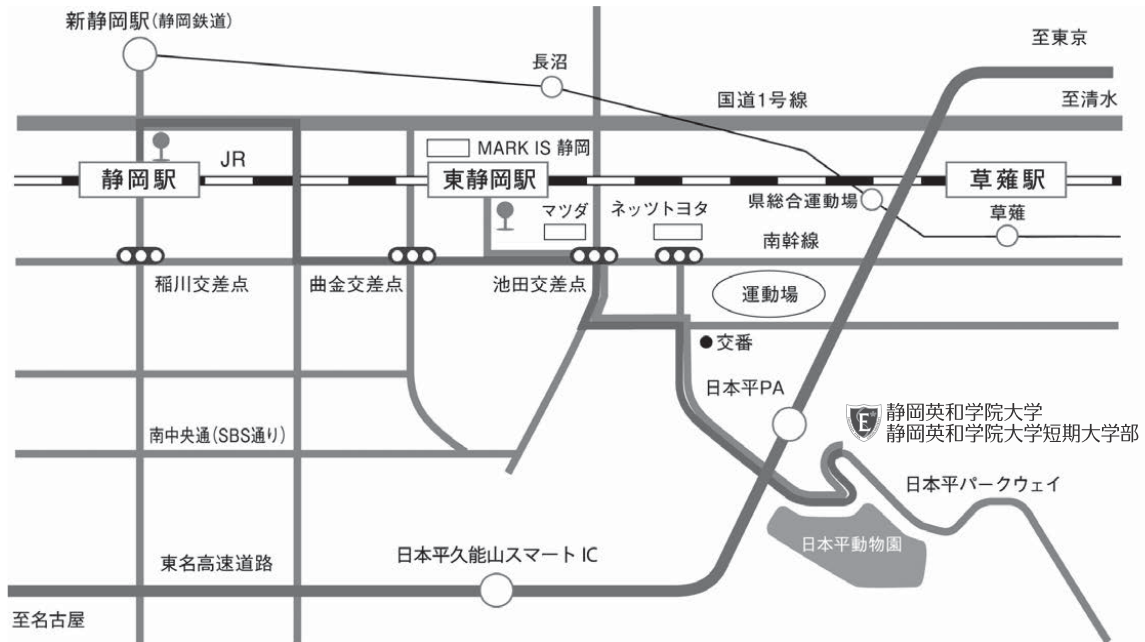 新静岡駅(静岡鉄道)
至東京
長沼
国道1号線
至清水
MARK IS 静岡
JR
静岡駅
東静岡駅
草薙駅
マツダ
ネッツトヨタ
県総合運動場
草薙
南幹線
稲川交差点
曲金交差点
池田交差点
運動場
交番
日本平PA
E
静岡英和学院大学
静岡英和学院大学短期大学部
南中央通(SBS通り)
日本平パークウェイ
日本平動物園
東名高速道路
日本平久能山スマートIC
至名古屋